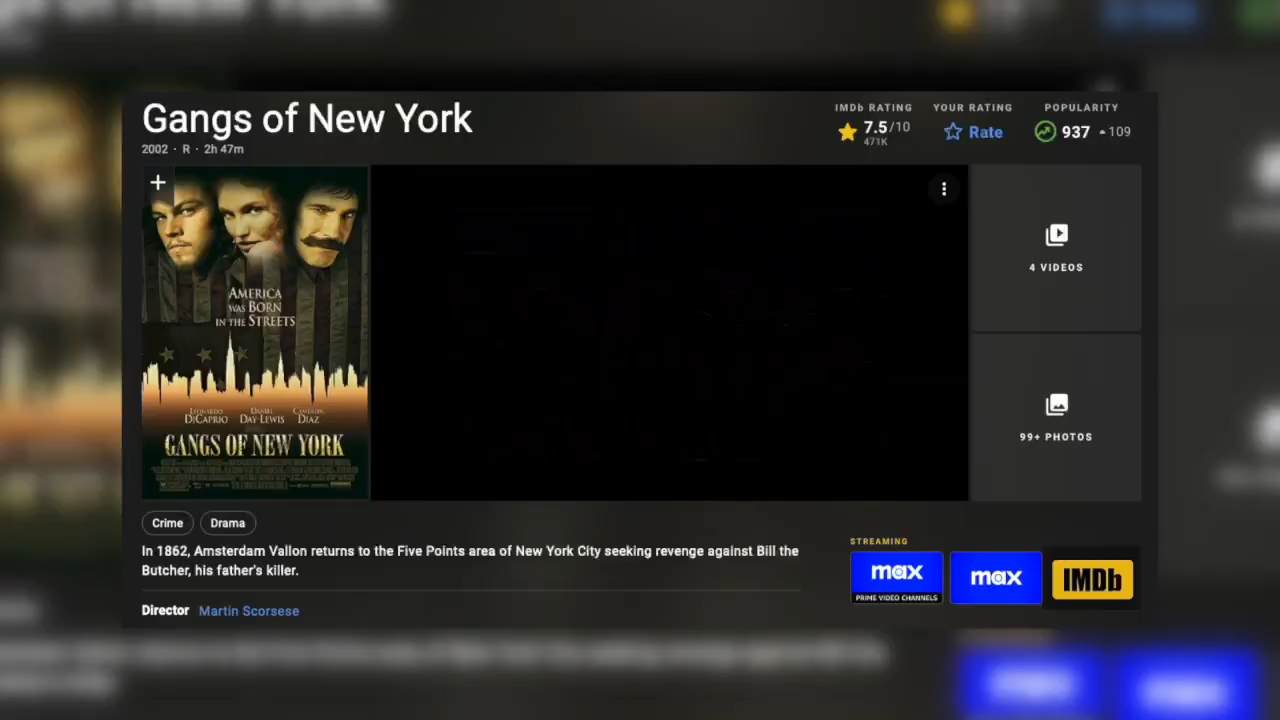 Gangs of New York
2002 · R · 2h 47m
IMDb RATING
7.5/10
471K
YOUR RATING
Rate
POPULARITY
937
109
AMERICA
WAS BORN
IN THE STREETS
LEONARDO
DICAPRIO
DANIEL
DAY-LEWIS
CAMERON
DIAZ
GANGS OF NEW YORK
4 VIDEOS
99+ PHOTOS
Crime
Drama
In 1862, Amsterdam Vallon returns to the Five Points area of New York City seeking revenge against Bill the
Butcher, his father's killer.
Director Martin Scorsese
STREAMING
max
PRIME VIDEO CHANNELS
max
IMDb